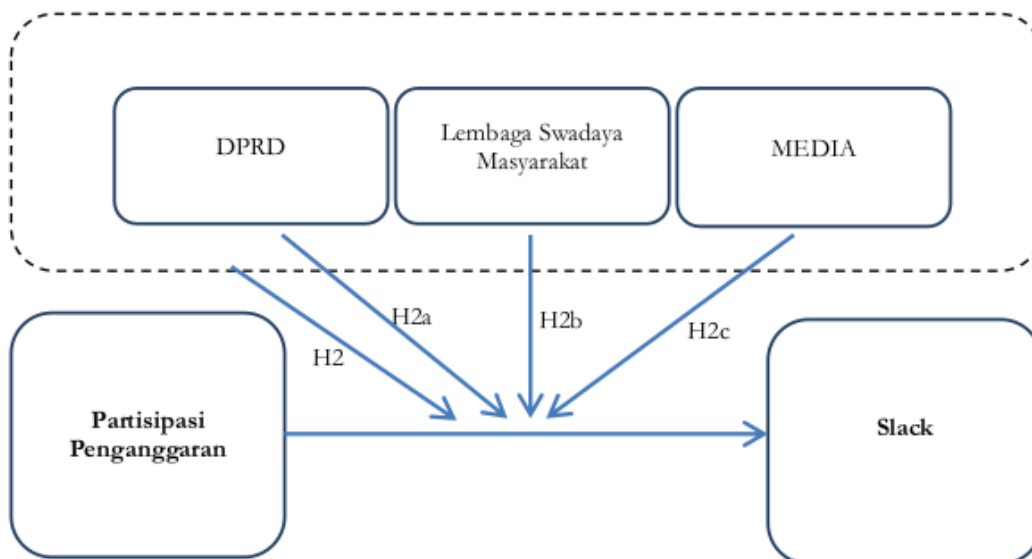 DPRD
Lembaga Swadaya
Masyarakat
MEDIA
H2a
H2b
H2c
H2
Partisipasi
Penganggaran
Slack